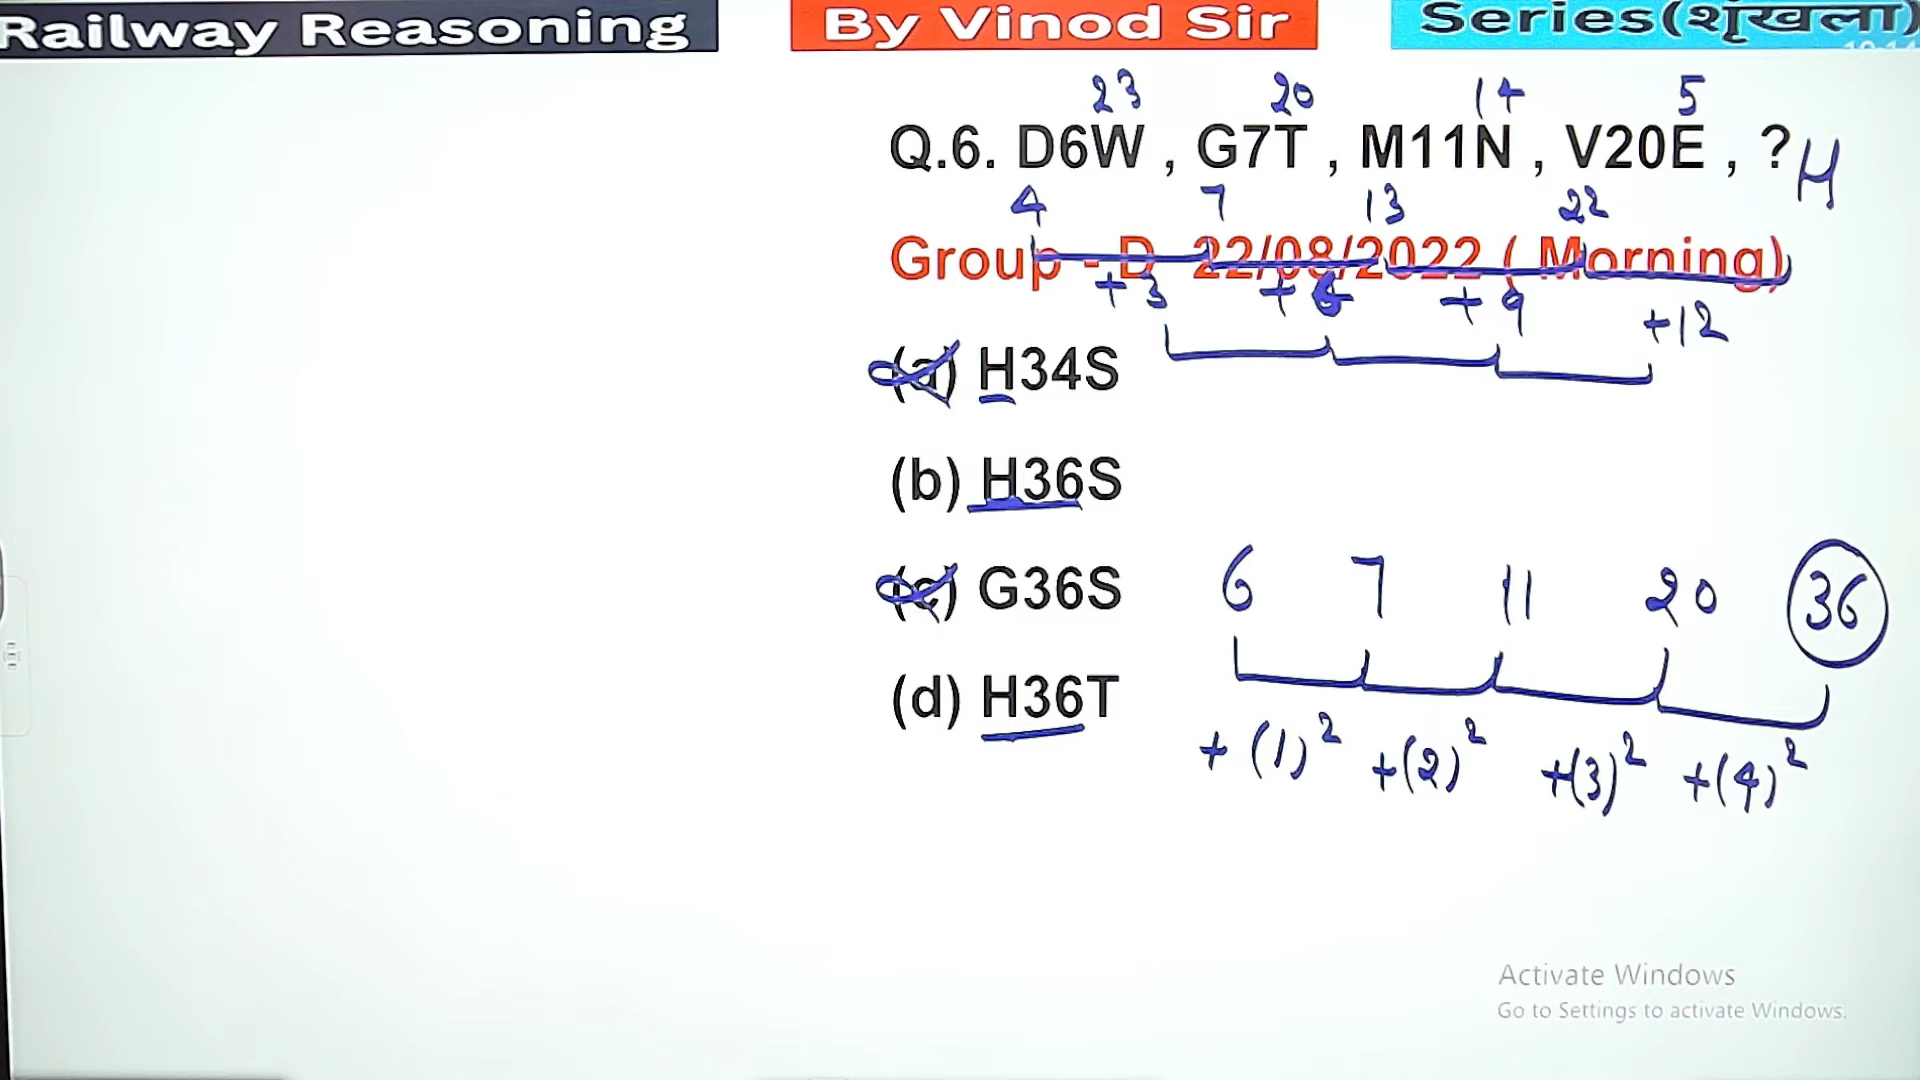 Railway Reasoning By Vinod Sir Series(शृंखला)
23 20 14 5
Q.6. D6W , G7T , M11N , V20E , ? H
4 7 13 22
Group - D 22/08/2022 ( Morning)
+3 +6 +9 +12
(a) H34S
(b) H36S
(c) G36S
6 7 11 20 36
(d) H36T
+(1)² +(2)² +(3)² +(4)²
Activate Windows
Go to Settings to activate Windows.